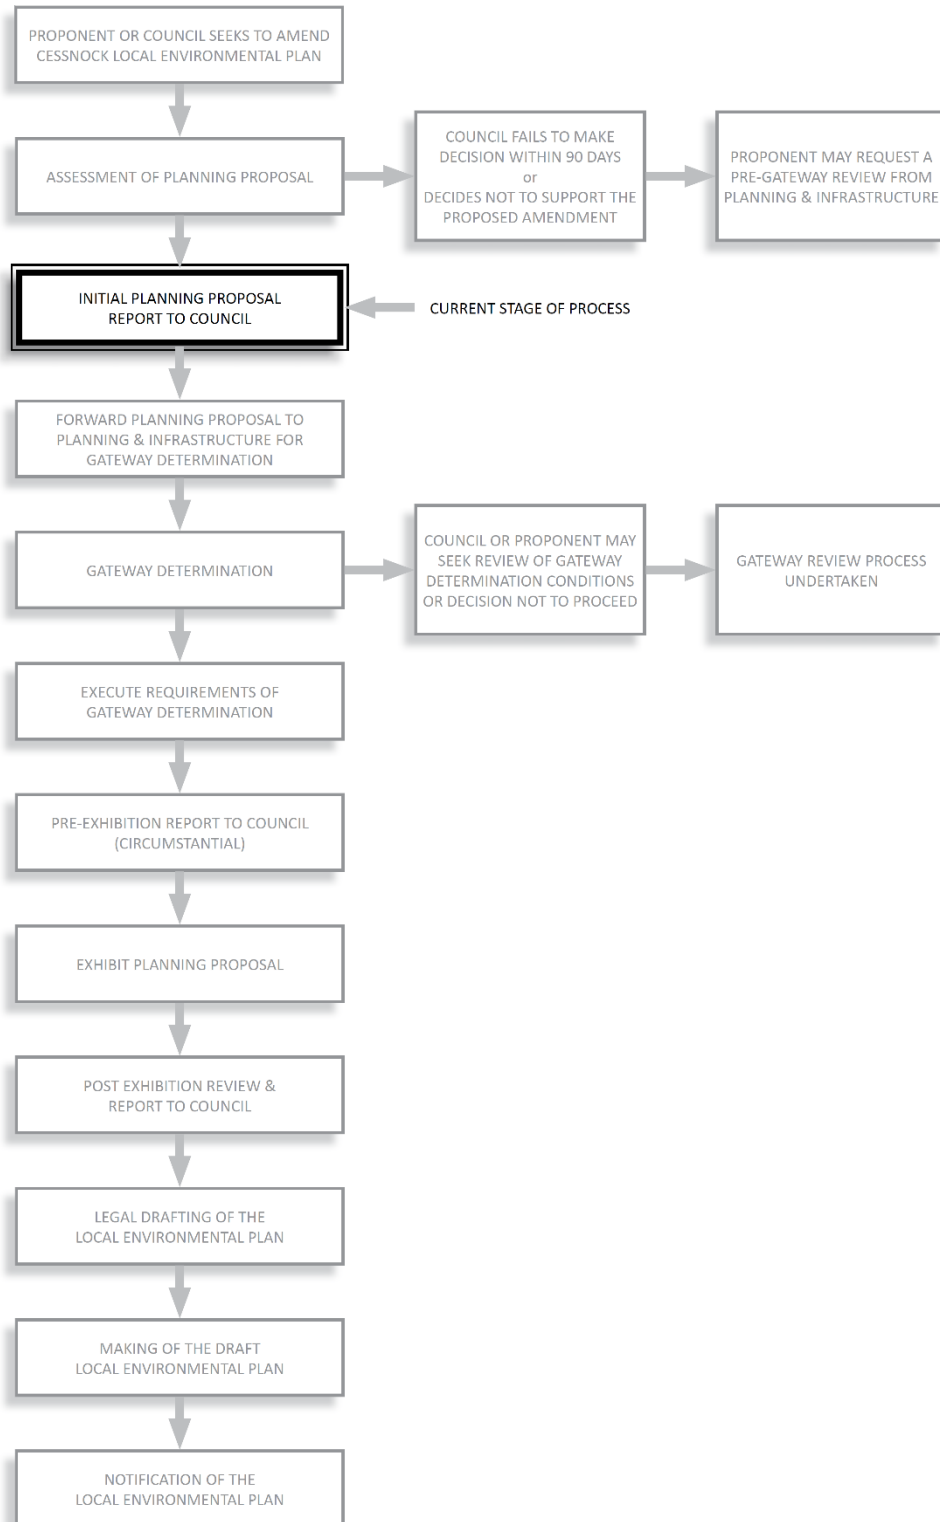 PROPONENT OR COUNCIL SEEKS TO AMEND
CESSNOCK LOCAL ENVIRONMENTAL PLAN
ASSESSMENT OF PLANNING PROPOSAL
COUNCIL FAILS TO MAKE
DECISION WITHIN 90 DAYS
or
DECIDES NOT TO SUPPORT THE
PROPOSED AMENDMENT
PROPONENT MAY REQUEST A
PRE-GATEWAY REVIEW FROM
PLANNING & INFRASTRUCTURE
INITIAL PLANNING PROPOSAL
REPORT TO COUNCIL
CURRENT STAGE OF PROCESS
FORWARD PLANNING PROPOSAL TO
PLANNING & INFRASTRUCTURE FOR
GATEWAY DETERMINATION
GATEWAY DETERMINATION
COUNCIL OR PROPONENT MAY
SEEK REVIEW OF GATEWAY
DETERMINATION CONDITIONS
OR DECISION NOT TO PROCEED
GATEWAY REVIEW PROCESS
UNDERTAKEN
EXECUTE REQUIREMENTS OF
GATEWAY DETERMINATION
PRE-EXHIBITION REPORT TO COUNCIL
(CIRCUMSTANTIAL)
EXHIBIT PLANNING PROPOSAL
POST EXHIBITION REVIEW &
REPORT TO COUNCIL
LEGAL DRAFTING OF THE
LOCAL ENVIRONMENTAL PLAN
MAKING OF THE DRAFT
LOCAL ENVIRONMENTAL PLAN
NOTIFICATION OF THE
LOCAL ENVIRONMENTAL PLAN